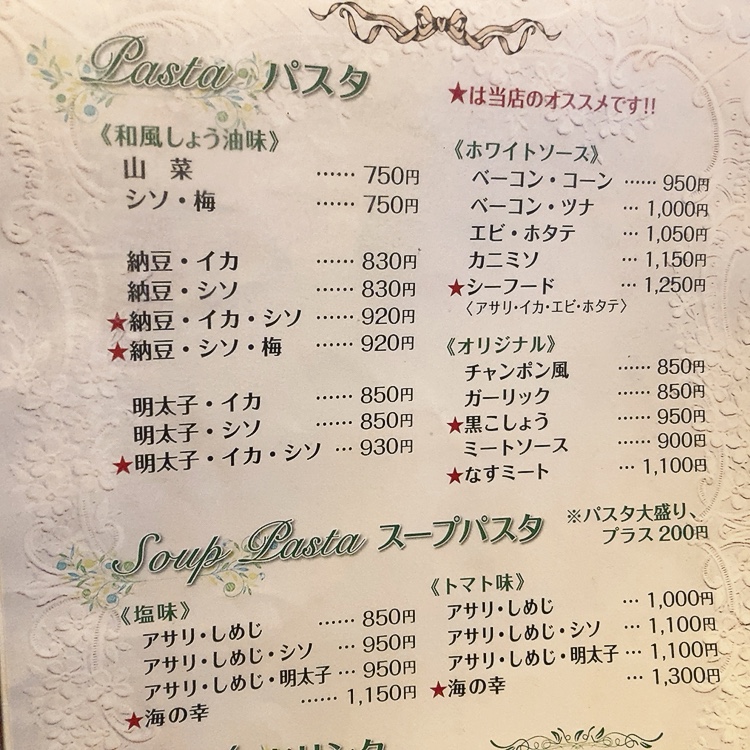 Pasta パスタ
★は当店のオススメです!!
《和風しょう油味》
山 菜 …… 750円
シソ・梅 …… 750円
納豆・イカ …… 830円
納豆・シソ …… 830円
★納豆・イカ・シソ …… 920円
★納豆・シソ・梅 …… 920円
明太子・イカ …… 850円
明太子・シソ …… 850円
★明太子・イカ・シソ … 930円
《ホワイトソース》
ベーコン・コーン …… 950円
ベーコン・ツナ … 1,000円
エビ・ホタテ … 1,050円
カニミソ … 1,150円
★シーフード … 1,250円
〈アサリ・イカ・エビ・ホタテ〉
《オリジナル》
チャンポン風 …… 850円
ガーリック …… 850円
★黒こしょう …… 950円
ミートソース …… 900円
★なすミート … 1,100円
※パスタ大盛り、
プラス 200円
Soup Pasta スープパスタ
《塩味》
アサリ・しめじ …… 850円
アサリ・しめじ・シソ … 950円
アサリ・しめじ・明太子 … 950円
★海の幸 …… 1,150円
《トマト味》
アサリ・しめじ … 1,000円
アサリ・しめじ・シソ … 1,100円
アサリ・しめじ・明太子 … 1,100円
★海の幸 … 1,300円